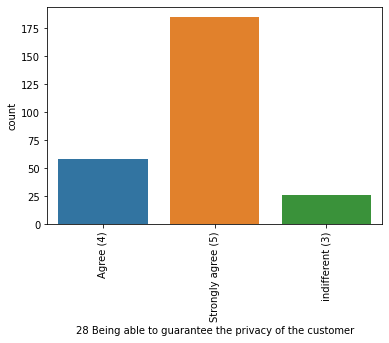 175
150
125
100
75
50
25
0
count
Agree (4)
Strongly agree (5)
indifferent (3)
28 Being able to guarantee the privacy of the customer